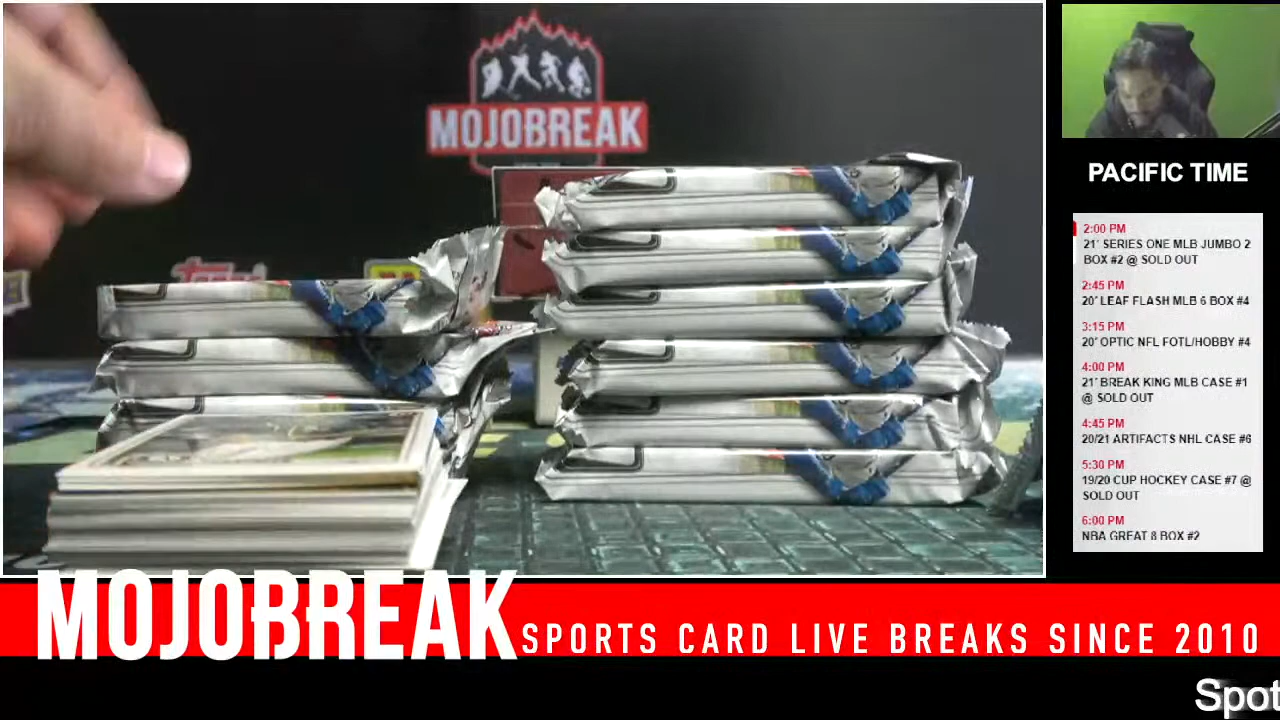 MOJOBREAK
topps
PACIFIC TIME
2:00 PM
21' SERIES ONE MLB JUMBO 2
BOX #2 @ SOLD OUT
2:45 PM
20' LEAF FLASH MLB 6 BOX #4
3:15 PM
20' OPTIC NFL FOTL/HOBBY #4
4:00 PM
21' BREAK KING MLB CASE #1
@ SOLD OUT
4:45 PM
20/21 ARTIFACTS NHL CASE #6
5:30 PM
19/20 CUP HOCKEY CASE #7 @
SOLD OUT
6:00 PM
NBA GREAT 8 BOX #2
MOJOBREAK
SPORTS CARD LIVE BREAKS SINCE 2010
Spot